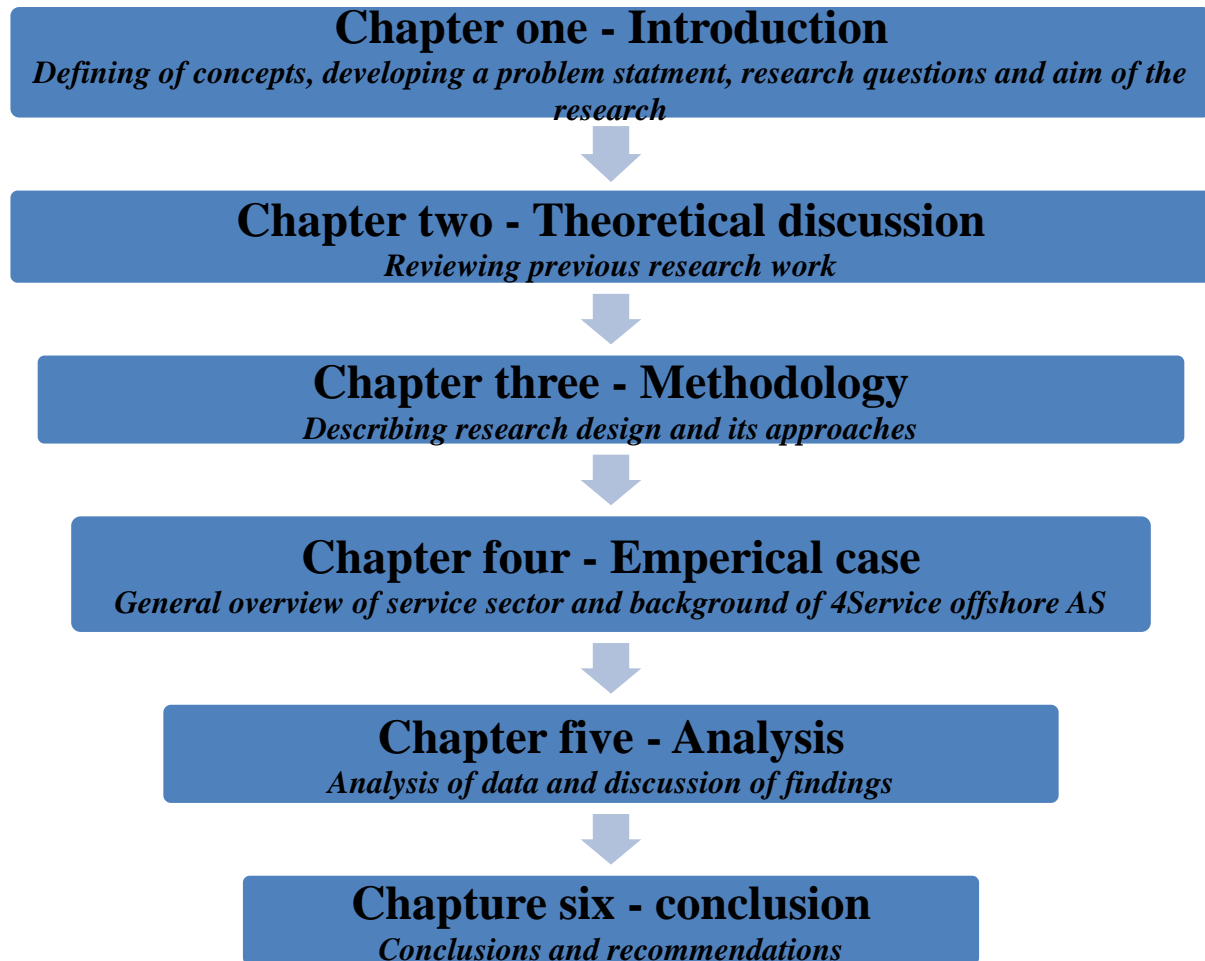 Chapter one - Introduction
Defining of concepts, developing a problem statment, research questions and aim of the
research
Chapter two - Theoretical discussion
Reviewing previous research work
Chapter three - Methodology
Describing research design and its approaches
Chapter four - Emperical case
General overview of service sector and background of 4Service offshore AS
Chapter five - Analysis
Analysis of data and discussion of findings
Chapture six - conclusion
Conclusions and recommendations